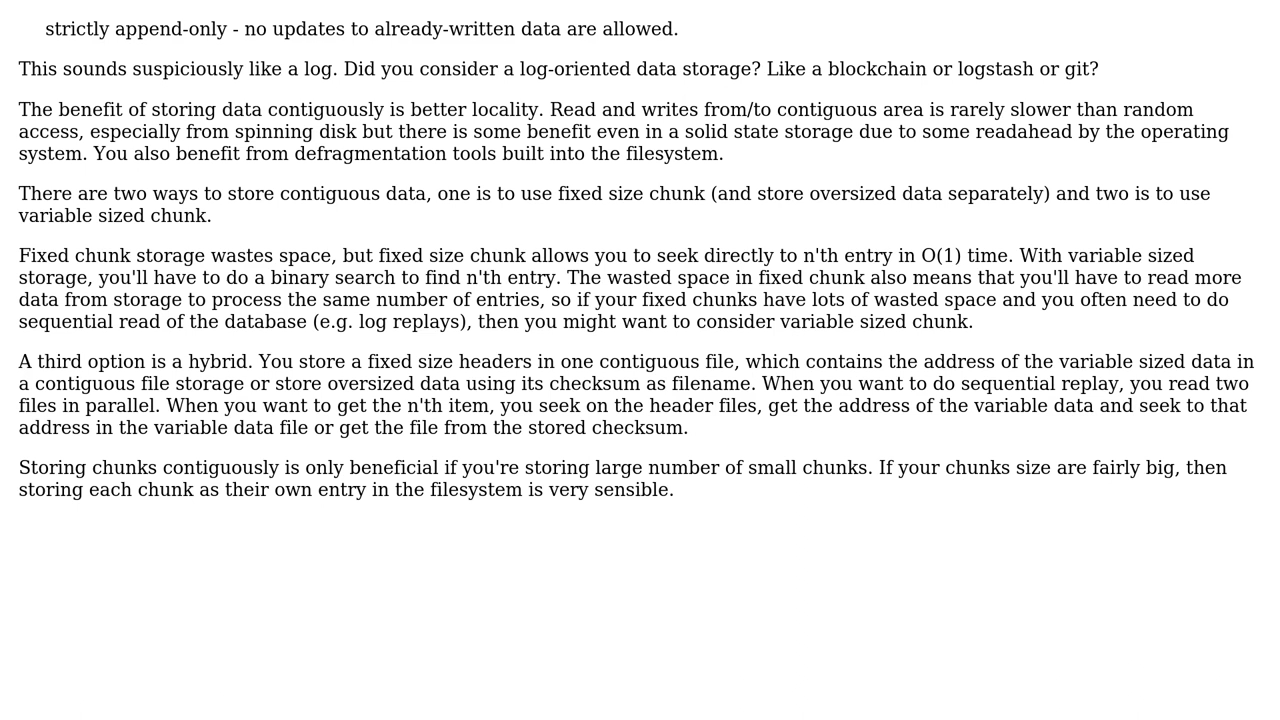 strictly append-only - no updates to already-written data are allowed.
This sounds suspiciously like a log. Did you consider a log-oriented data storage? Like a blockchain or logstash or git?
The benefit of storing data contiguously is better locality. Read and writes from/to contiguous area is rarely slower than random
access, especially from spinning disk but there is some benefit even in a solid state storage due to some readahead by the operating
system. You also benefit from defragmentation tools built into the filesystem.
There are two ways to store contiguous data, one is to use fixed size chunk (and store oversized data separately) and two is to use
variable sized chunk.
Fixed chunk storage wastes space, but fixed size chunk allows you to seek directly to n'th entry in O(1) time. With variable sized
storage, you'll have to do a binary search to find n'th entry. The wasted space in fixed chunk also means that you'll have to read more
data from storage to process the same number of entries, so if your fixed chunks have lots of wasted space and you often need to do
sequential read of the database (e.g. log replays), then you might want to consider variable sized chunk.
A third option is a hybrid. You store a fixed size headers in one contiguous file, which contains the address of the variable sized data in
a contiguous file storage or store oversized data using its checksum as filename. When you want to do sequential replay, you read two
files in parallel. When you want to get the n'th item, you seek on the header files, get the address of the variable data and seek to that
address in the variable data file or get the file from the stored checksum.
Storing chunks contiguously is only beneficial if you're storing large number of small chunks. If your chunks size are fairly big, then
storing each chunk as their own entry in the filesystem is very sensible.